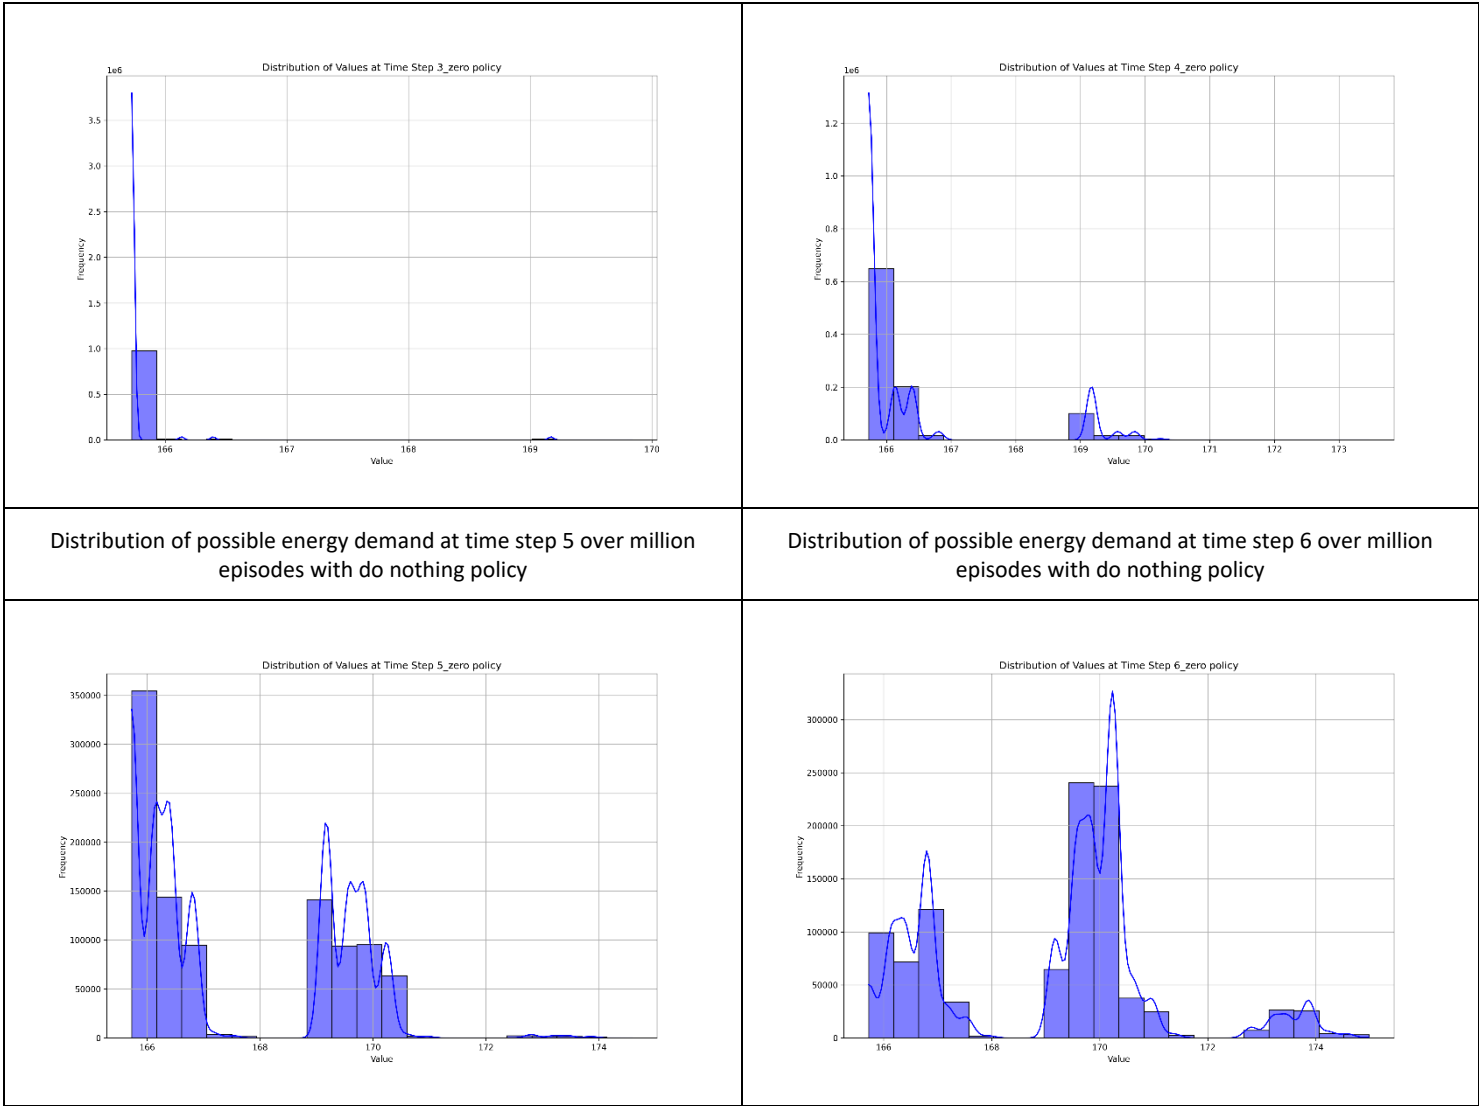 Distribution of Values at Time Step 3_zero policy
1e6
3.5
3.0
2.5
2.0
1.5
1.0
0.5
0.0
Frequency
166 167 168 169 170
Value
Distribution of Values at Time Step 4_zero policy
1e6
1.2
1.0
0.8
0.6
0.4
0.2
0.0
Frequency
166 167 168 169 170 171 172 173
Value
Distribution of possible energy demand at time step 5 over million
episodes with do nothing policy
Distribution of possible energy demand at time step 6 over million
episodes with do nothing policy
Distribution of Values at Time Step 5_zero policy
350000
300000
250000
200000
150000
100000
50000
0
Frequency
166 168 170 172 174
Value
Distribution of Values at Time Step 6_zero policy
300000
250000
200000
150000
100000
50000
0
Frequency
166 168 170 172 174
Value